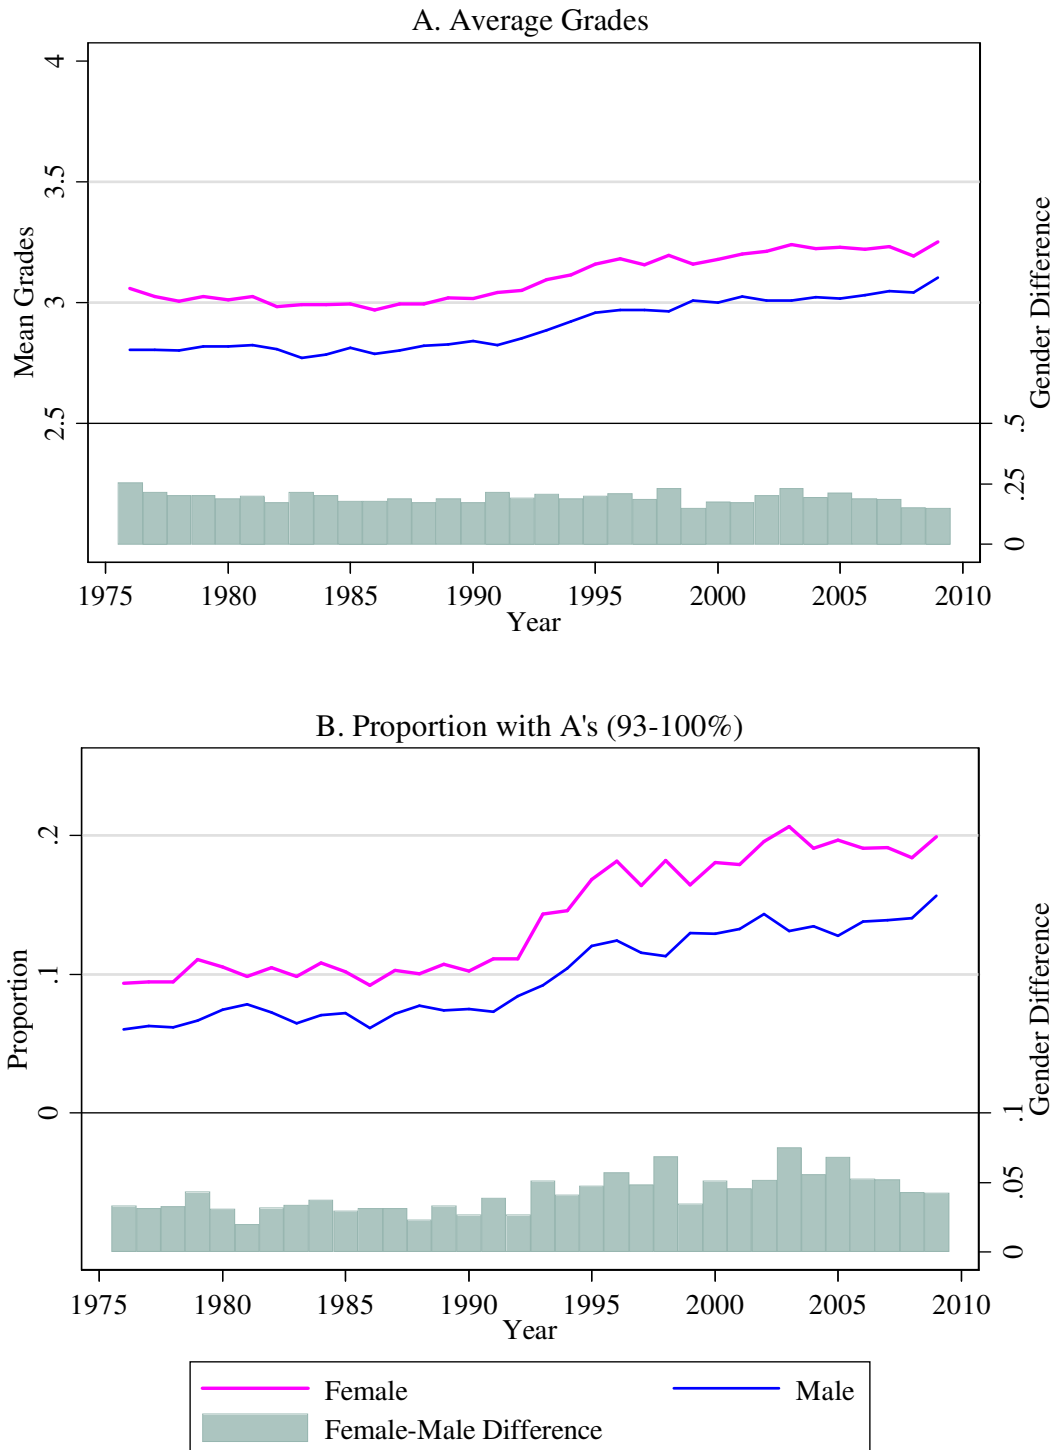 A. Average Grades
4
3.5
3
2.5
Mean Grades
Gender Difference
.5
.25
0
1975 1980 1985 1990 1995 2000 2005 2010
Year
B. Proportion with A's (93-100%)
.2
.1
0
Proportion
Gender Difference
.1
.05
0
1975 1980 1985 1990 1995 2000 2005 2010
Year
Female Male
Female-Male Difference